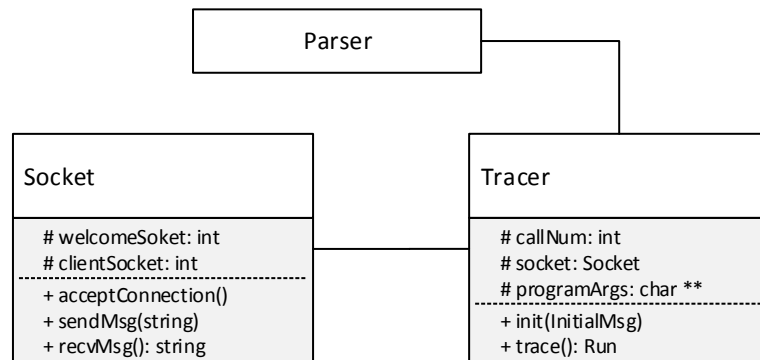 Parser
Socket
# welcomeSoket: int
# clientSocket: int
+ acceptConnection()
+ sendMsg(string)
+ recvMsg(): string
Tracer
# callNum: int
# socket: Socket
# programArgs: char **
+ init(InitialMsg)
+ trace(): Run